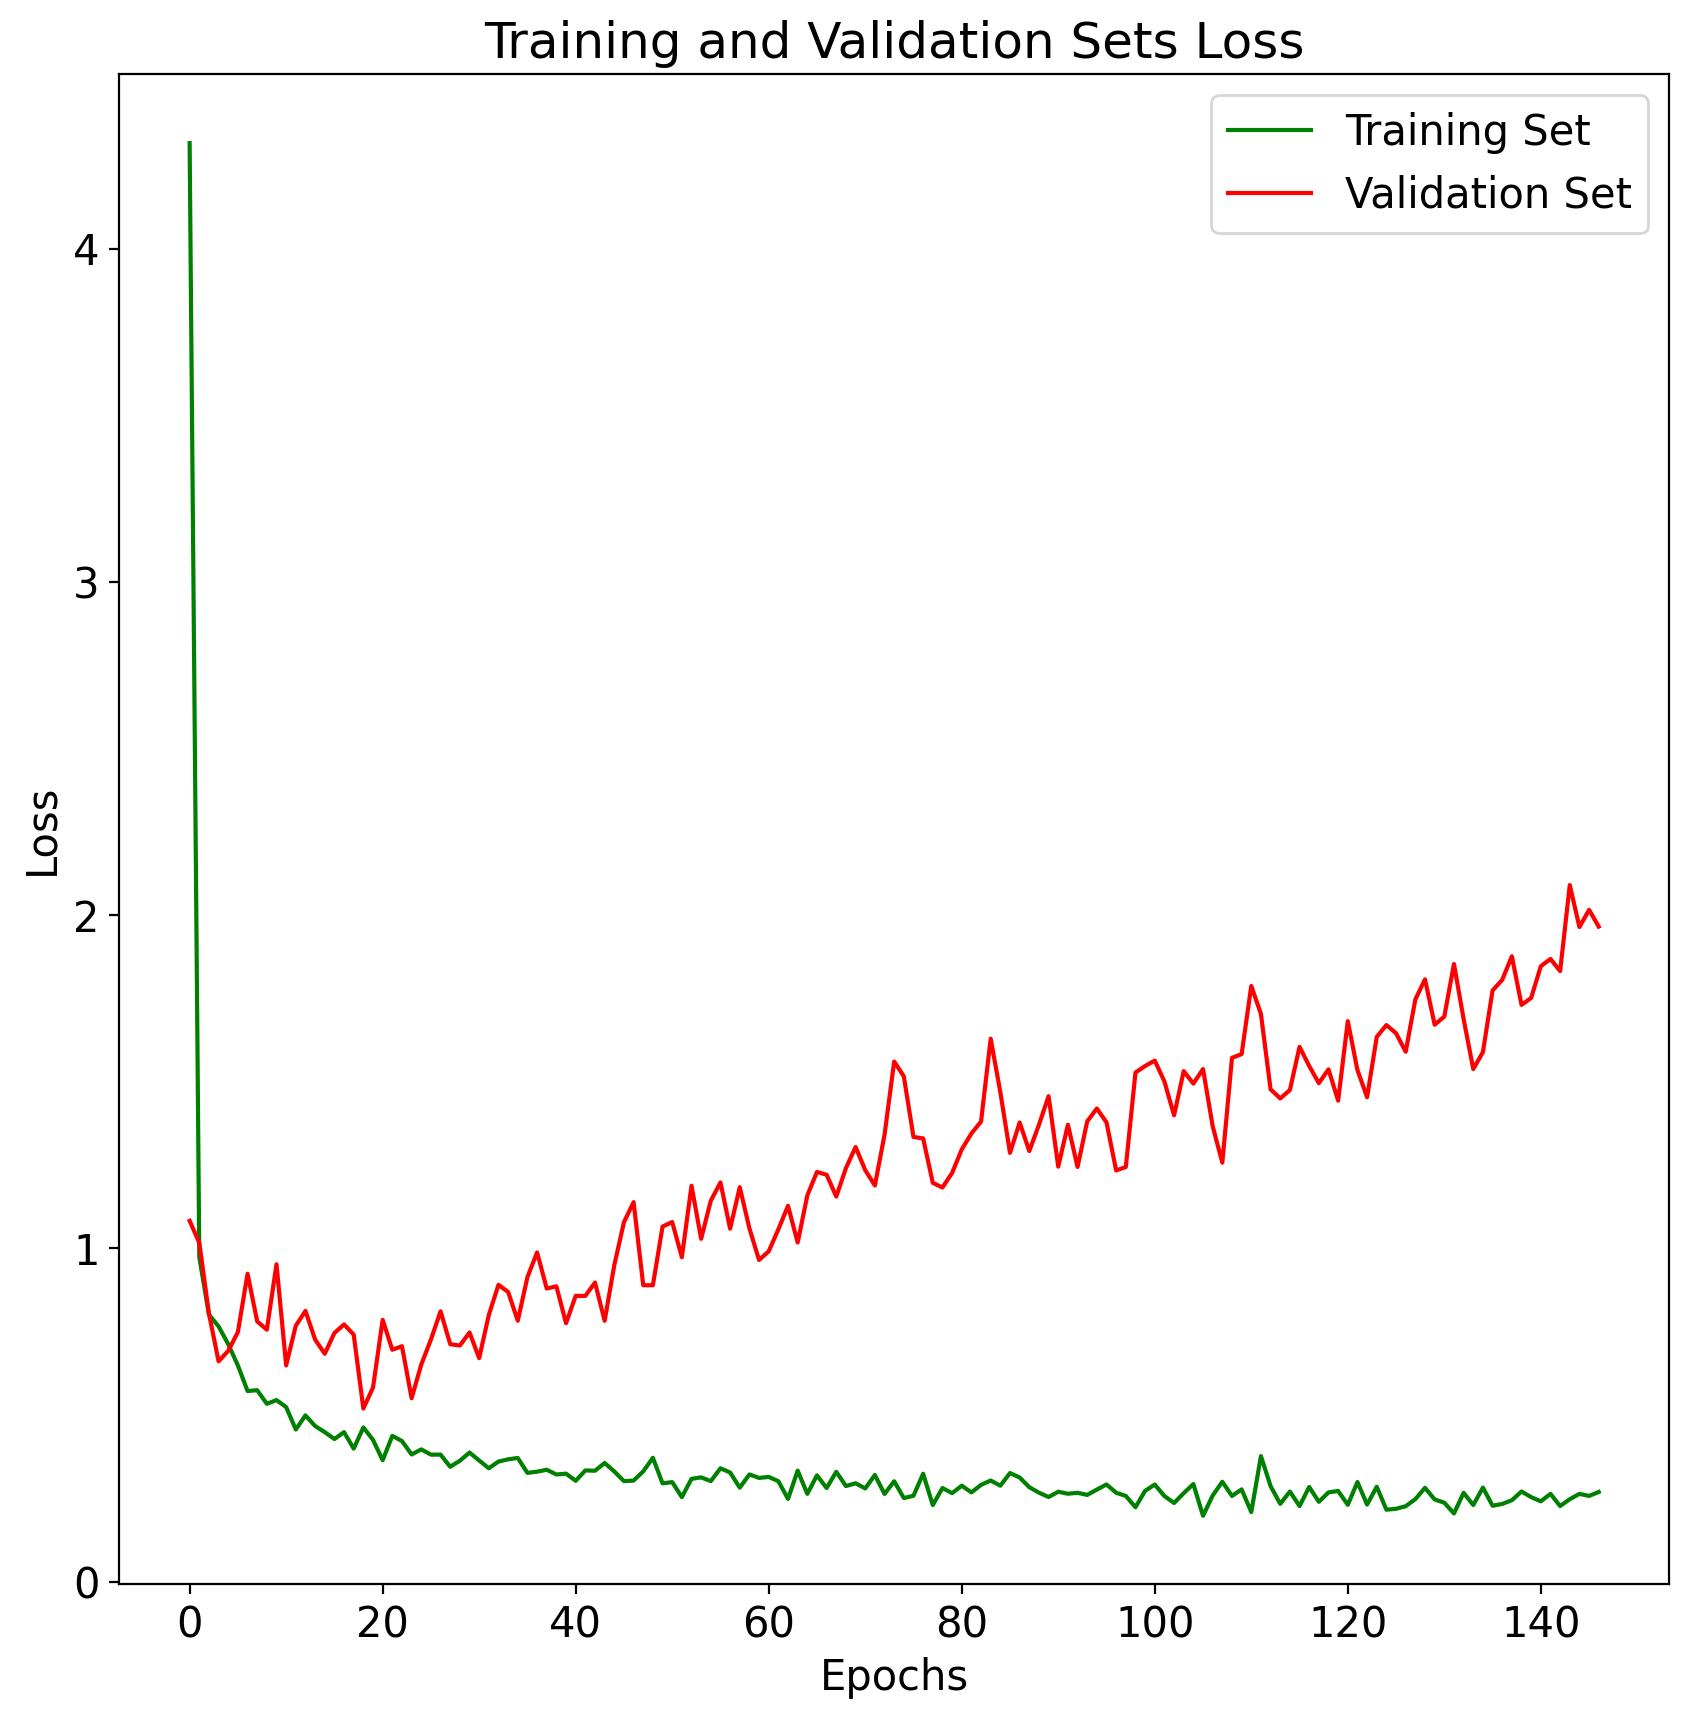 Training and Validation Sets Loss
Training Set
Validation Set
Loss
4
3
2
1
0
0 20 40 60 80 100 120 140
Epochs